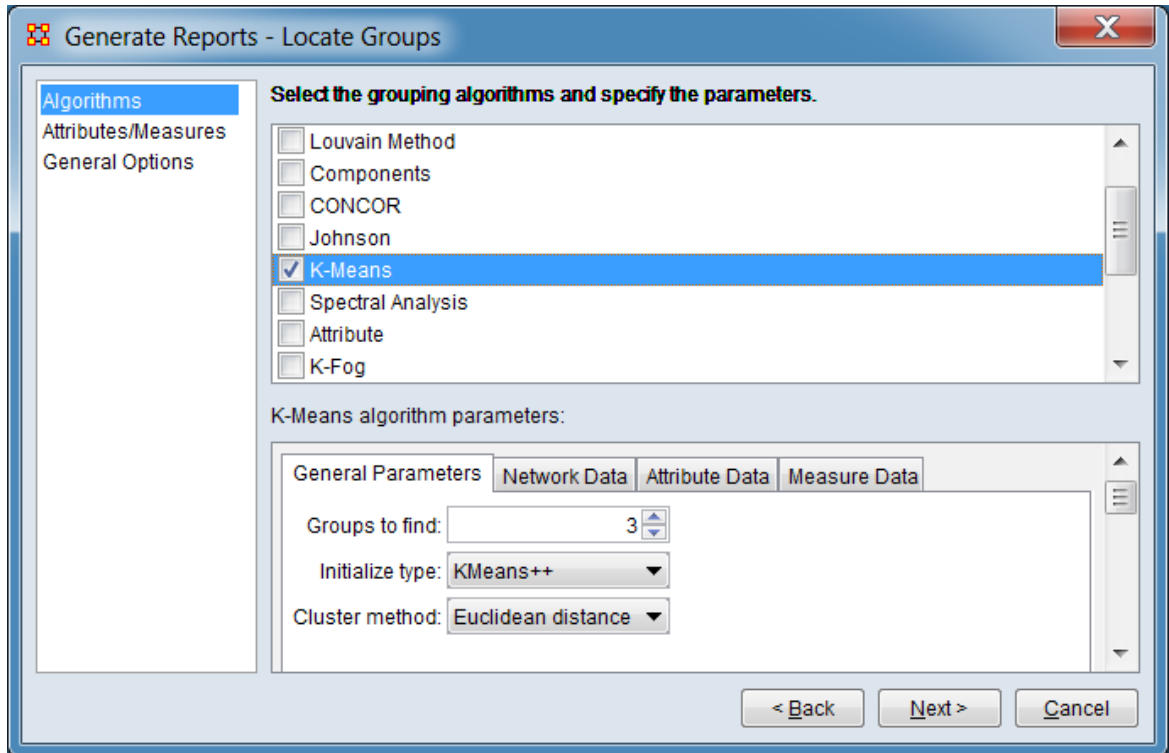 Generate Reports - Locate Groups
Algorithms
Attributes/Measures
General Options
Select the grouping algorithms and specify the parameters.
Louvain Method
Components
CONCOR
Johnson
K-Means
Spectral Analysis
Attribute
K-Fog
K-Means algorithm parameters:
General Parameters Network Data Attribute Data Measure Data
Groups to find: 3
Initialize type: KMeans++
Cluster method: Euclidean distance
< Back Next > Cancel